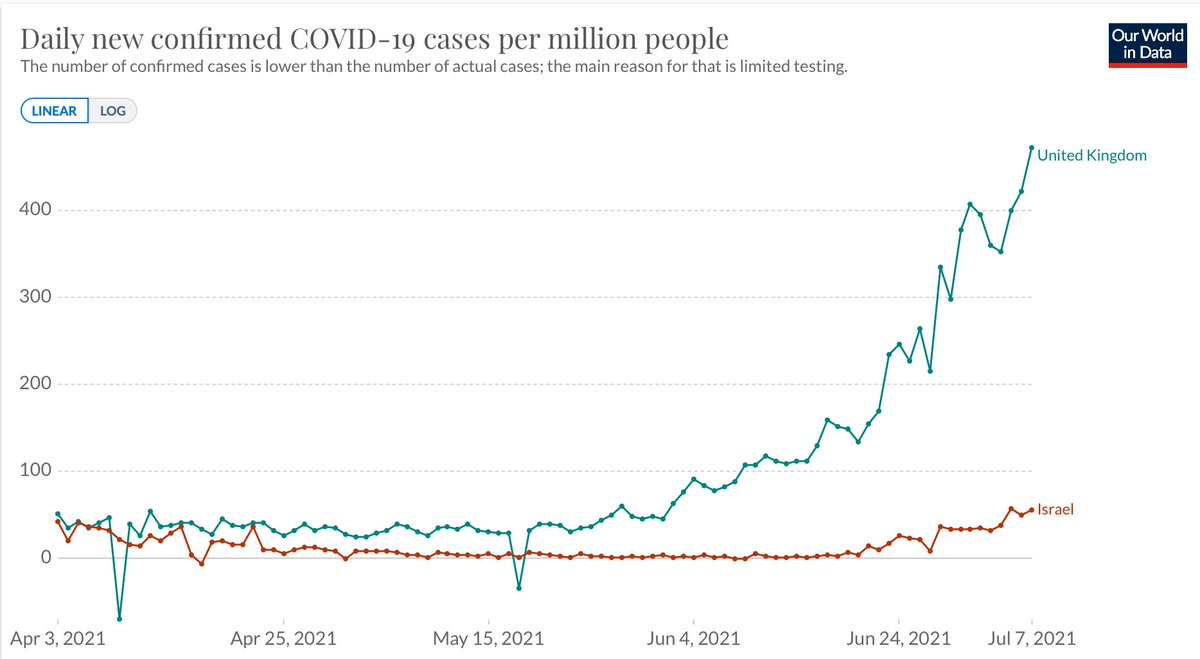 Daily new confirmed COVID-19 cases per million people
The number of confirmed cases is lower than the number of actual cases; the main reason for that is limited testing.
Our World
in Data
LINEAR LOG
United Kingdom
400
300
200
100
Israel
0
Apr 3, 2021 Apr 25, 2021 May 15, 2021 Jun 4, 2021 Jun 24, 2021 Jul 7, 2021